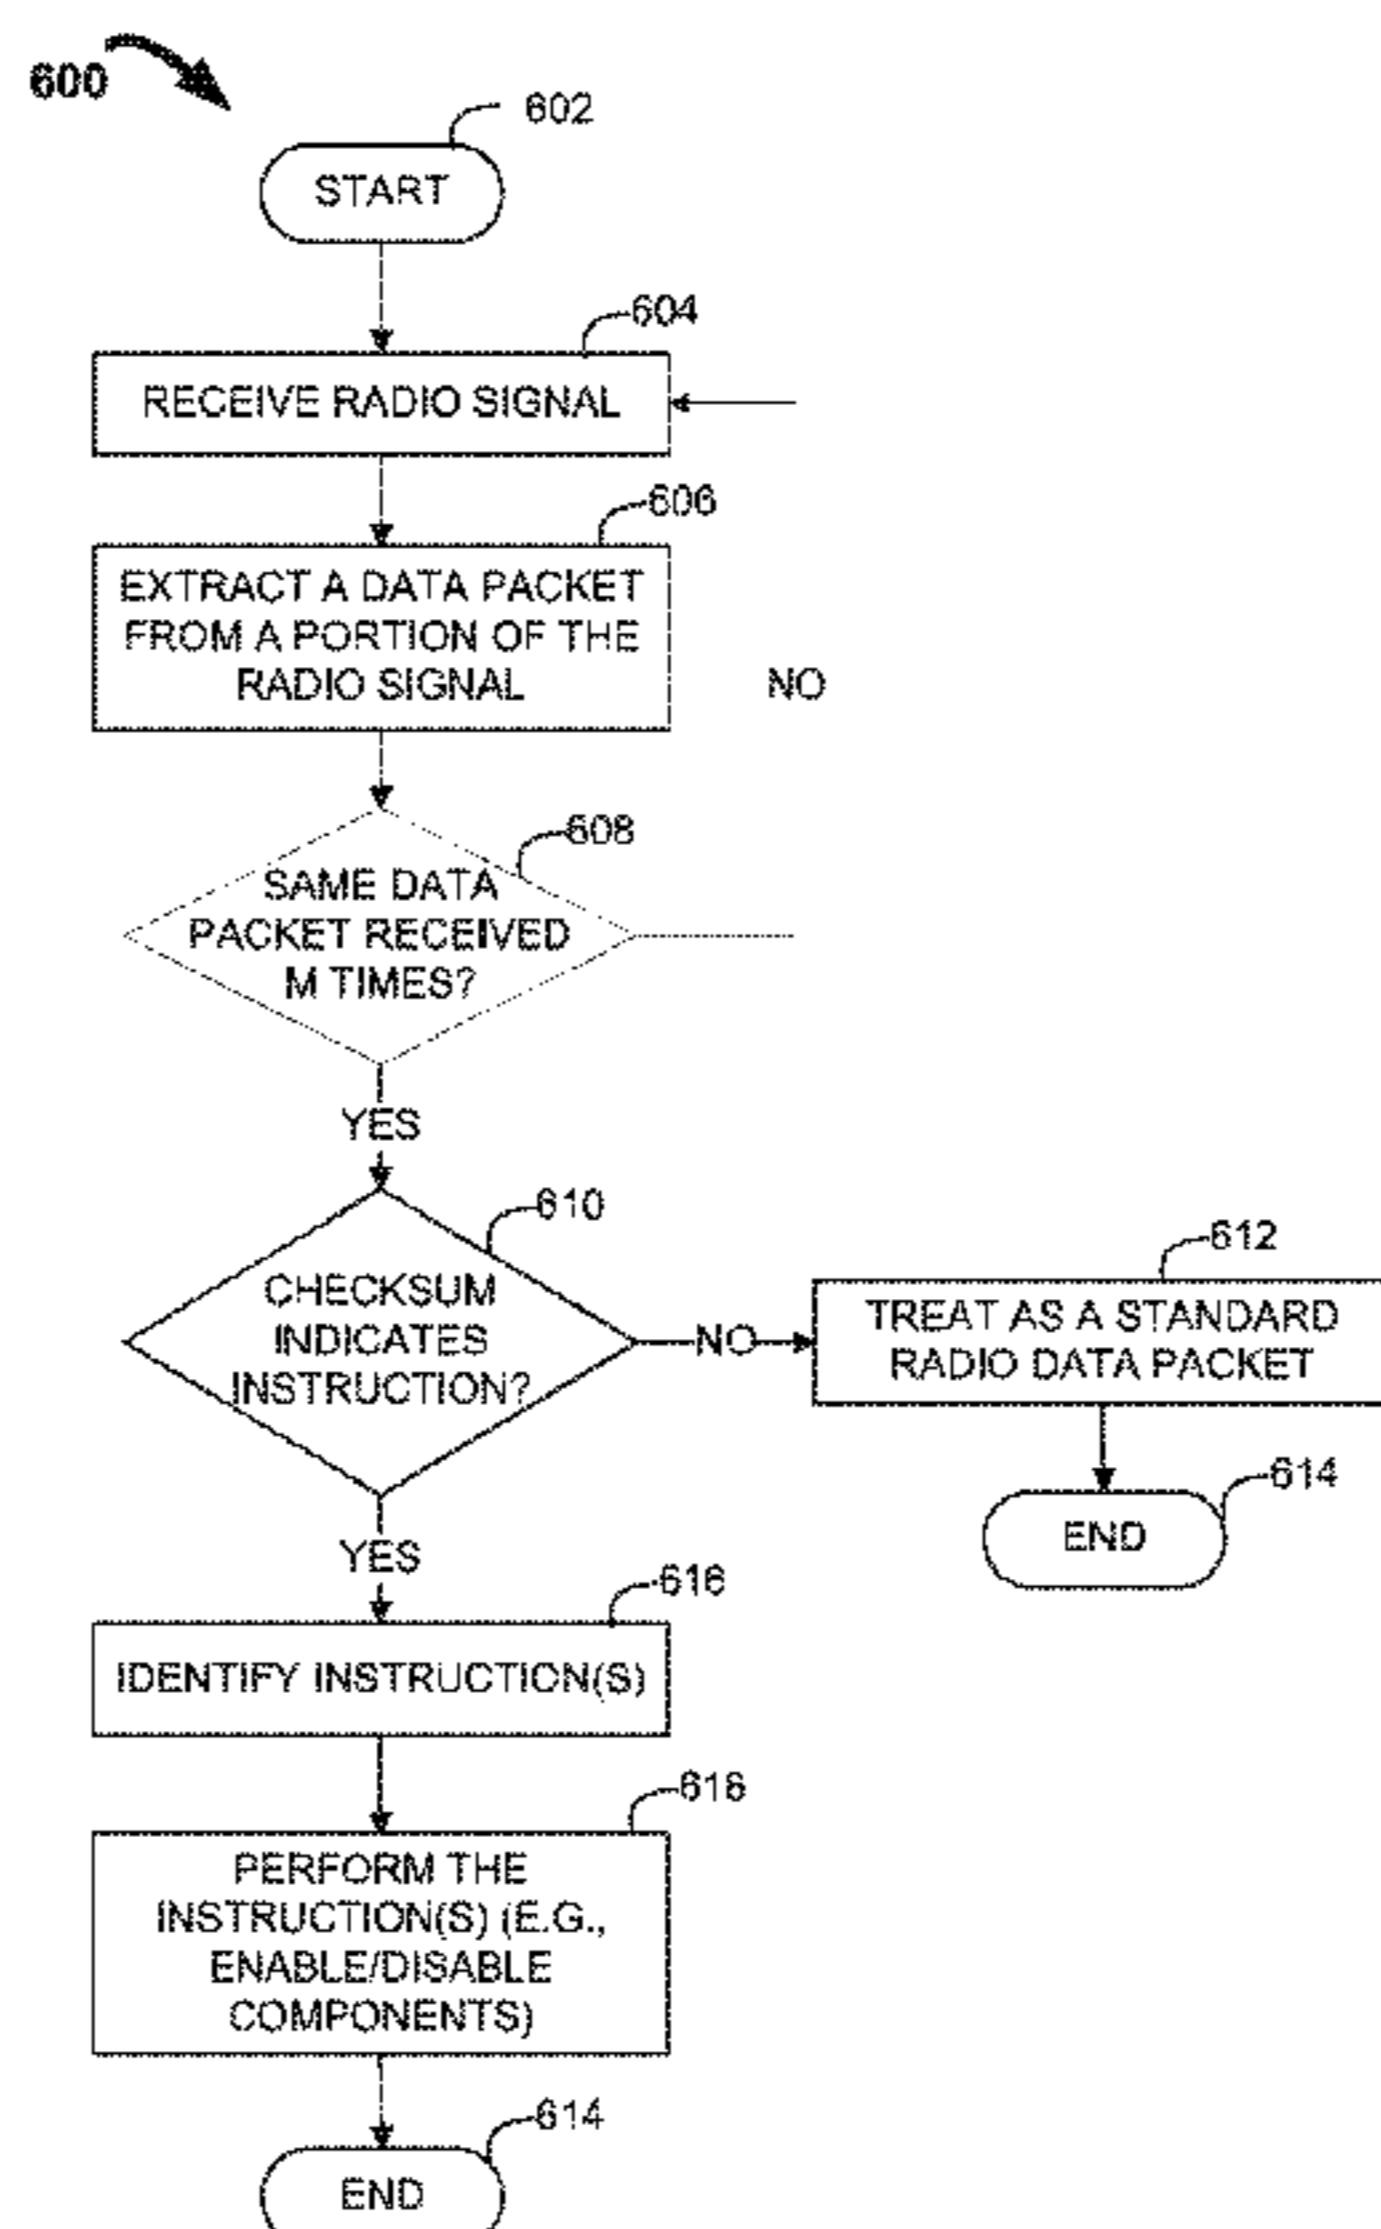 600
602
START
604
RECEIVE RADIO SIGNAL
606
EXTRACT A DATA PACKET
FROM A PORTION OF THE
RADIO SIGNAL
NO
608
SAME DATA
PACKET RECEIVED
M TIMES?
YES
610
CHECKSUM
INDICATES
INSTRUCTION?
NO
612
TREAT AS A STANDARD
RADIO DATA PACKET
614
END
YES
616
IDENTIFY INSTRUCTION(S)
618
PERFORM THE
INSTRUCTION(S) (E.G.,
ENABLE/DISABLE
COMPONENTS)
614
END